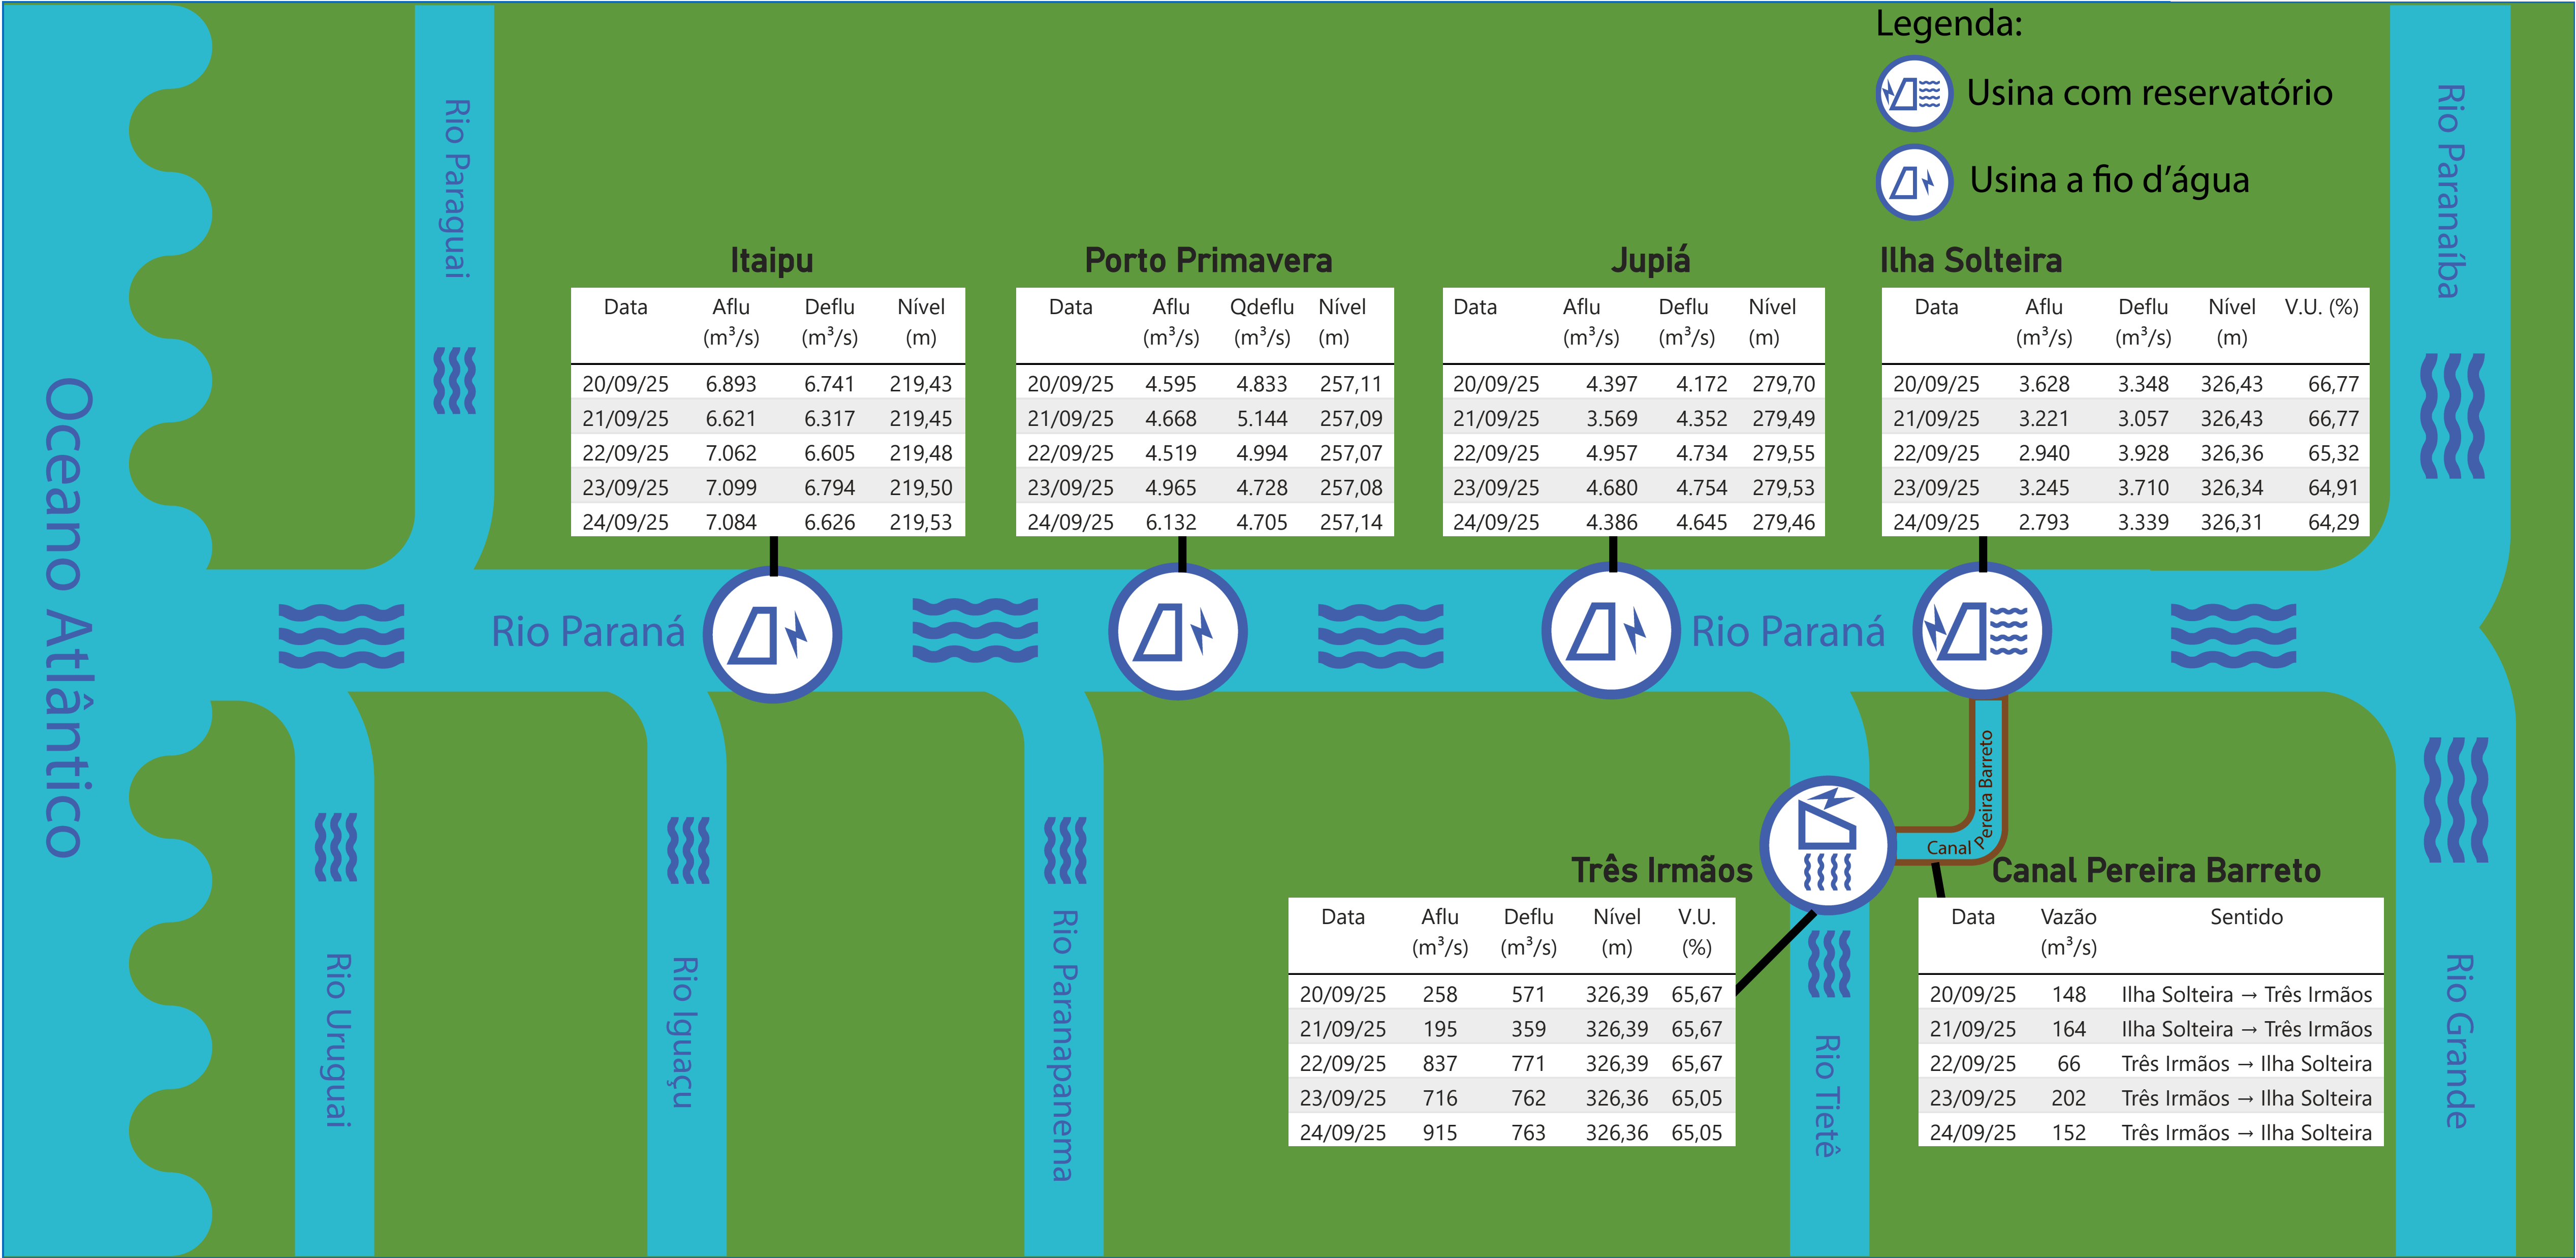 Legenda:
Usina com reservatório
Usina a fio d'água
Oceano Atlântico
Rio Paraguai
Rio Paranaíba
Itaipu
Data Aflu (m³/s) Deflu (m³/s) Nível (m)
20/09/25 6.893 6.741 219,43
21/09/25 6.621 6.317 219,45
22/09/25 7.062 6.605 219,48
23/09/25 7.099 6.794 219,50
24/09/25 7.084 6.626 219,53
Porto Primavera
Data Aflu (m³/s) Qdeflu (m³/s) Nível (m)
20/09/25 4.595 4.833 257,11
21/09/25 4.668 5.144 257,09
22/09/25 4.519 4.994 257,07
23/09/25 4.965 4.728 257,08
24/09/25 6.132 4.705 257,14
Jupiá
Data Aflu (m³/s) Deflu (m³/s) Nível (m)
20/09/25 4.397 4.172 279,70
21/09/25 3.569 4.352 279,49
22/09/25 4.957 4.734 279,55
23/09/25 4.680 4.754 279,53
24/09/25 4.386 4.645 279,46
Ilha Solteira
Data Aflu (m³/s) Deflu (m³/s) Nível (m) V.U. (%)
20/09/25 3.628 3.348 326,43 66,77
21/09/25 3.221 3.057 326,43 66,77
22/09/25 2.940 3.928 326,36 65,32
23/09/25 3.245 3.710 326,34 64,91
24/09/25 2.793 3.339 326,31 64,29
Rio Paraná
Rio Paraná
Canal Pereira Barreto
Três Irmãos
Data Aflu (m³/s) Deflu (m³/s) Nível (m) V.U. (%)
20/09/25 258 571 326,39 65,67
21/09/25 195 359 326,39 65,67
22/09/25 837 771 326,39 65,67
23/09/25 716 762 326,36 65,05
24/09/25 915 763 326,36 65,05
Canal Pereira Barreto
Data Vazão (m³/s) Sentido
20/09/25 148 Ilha Solteira → Três Irmãos
21/09/25 164 Ilha Solteira → Três Irmãos
22/09/25 66 Três Irmãos → Ilha Solteira
23/09/25 202 Três Irmãos → Ilha Solteira
24/09/25 152 Três Irmãos → Ilha Solteira
Rio Uruguai
Rio Iguaçu
Rio Paranapanema
Rio Tietê
Rio Grande